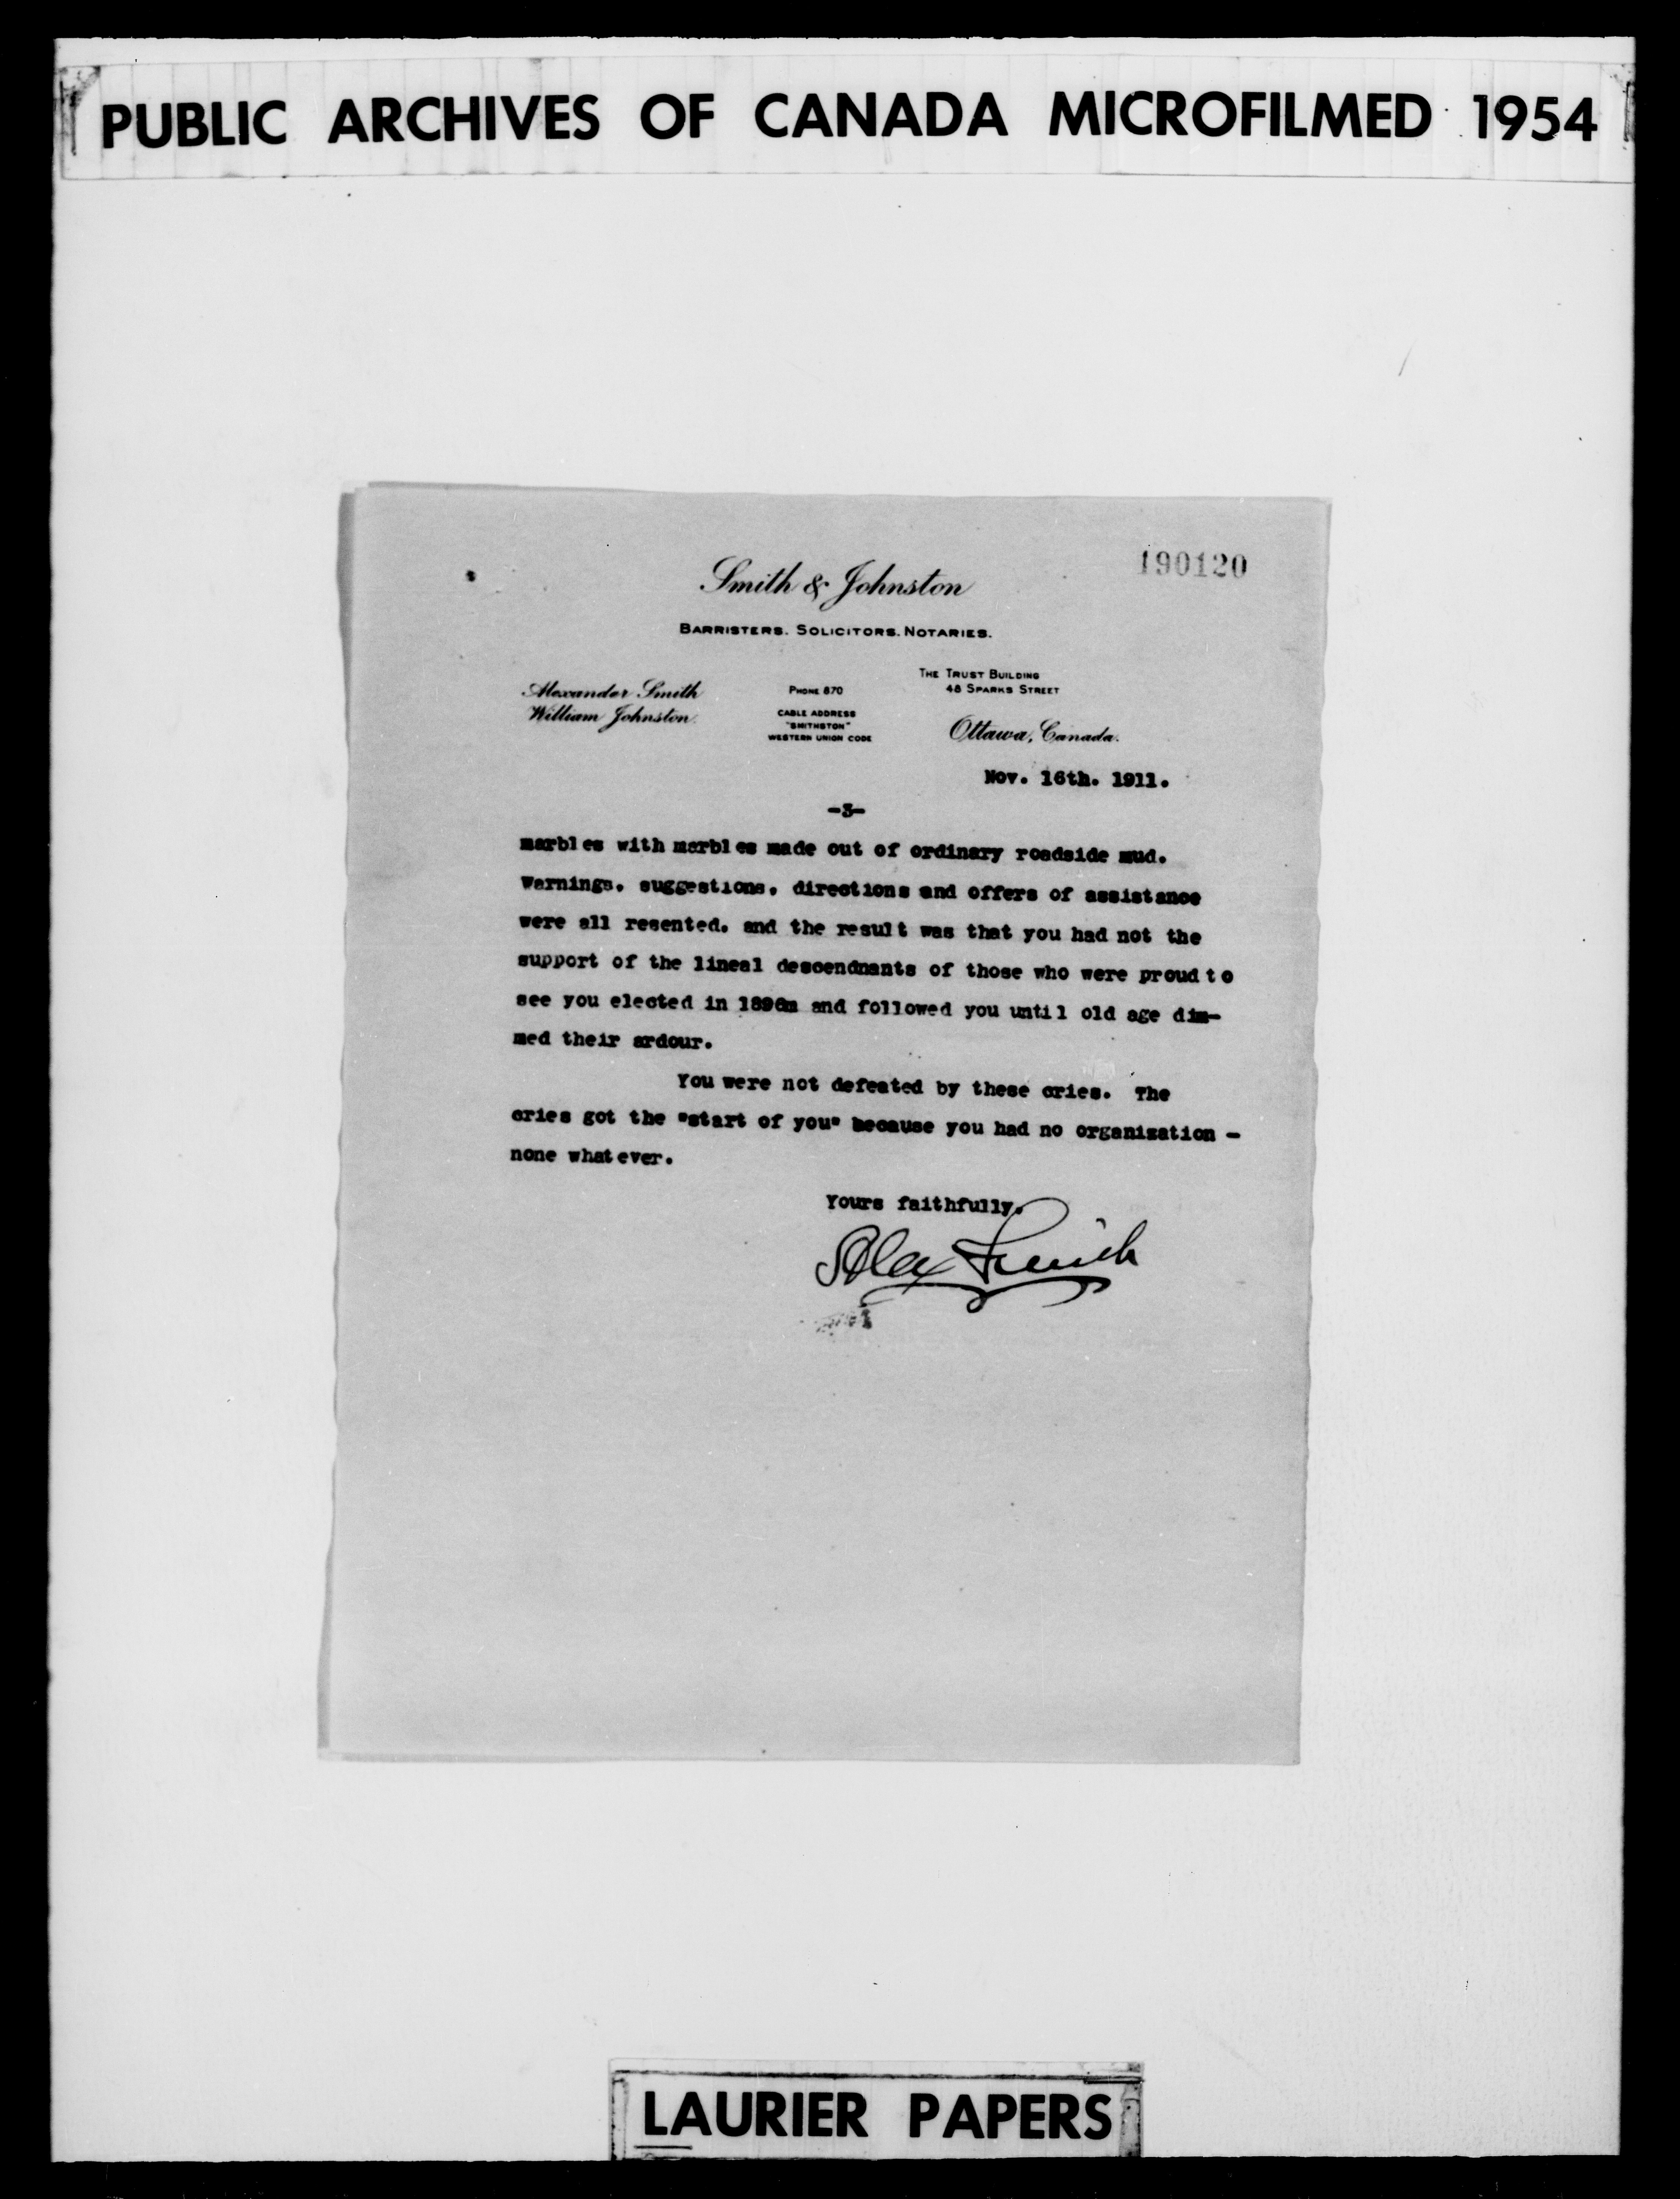 PUBLIC ARCHIVES OF CANADA MICROFILMED 1954
190120
Smith & Johnston
BARRISTERS. SOLICITORS. NOTARIES.
Alexander Smith
William Johnston
PHONE 870
CABLE ADDRESS
"SMITHSTON"
WESTERN UNION CODE
THE TRUST BUILDING
48 SPARKS STREET
Ottawa, Canada.
Nov. 16th. 1911.
-3-
marbles with marbles made out of ordinary roadside mud.
Warnings, suggestions, directions and offers of assistance
were all resented, and the result was that you had not the
support of the lineal descendnants of those who were proud to
see you elected in 1896m and followed you until old age dim-
med their ardour.
You were not defeated by these cries. The
cries got the "start of you" because you had no organization -
none whatever.
Yours faithfully,
Alex Smith
LAURIER PAPERS